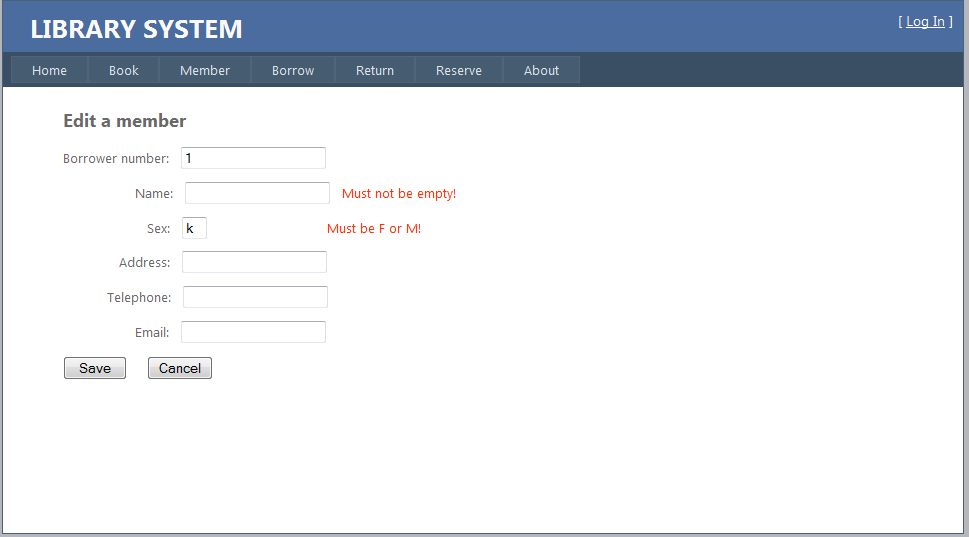 LIBRARY SYSTEM
[ Log In ]
Home Book Member Borrow Return Reserve About
Edit a member
Borrower number: 1
Name: Must not be empty!
Sex: k Must be F or M!
Address:
Telephone:
Email:
Save Cancel